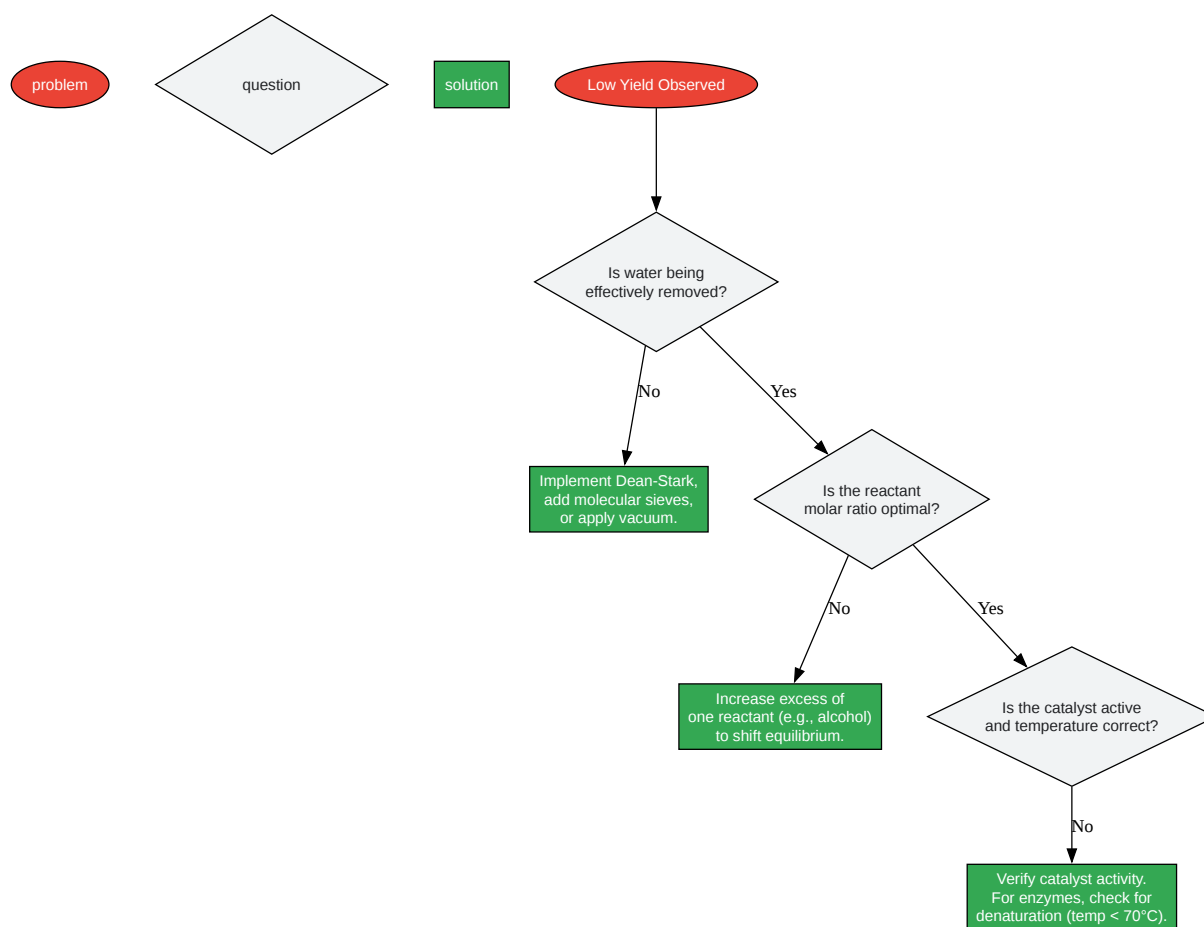 problem
question
solution
Low Yield Observed
Is water being
effectively removed?
No
Yes
Implement Dean-Stark,
add molecular sieves,
or apply vacuum.
Is the reactant
molar ratio optimal?
No
Yes
Increase excess of
one reactant (e.g., alcohol)
to shift equilibrium.
Is the catalyst active
and temperature correct?
No
Verify catalyst activity.
For enzymes, check for
denaturation (temp < 70°C).